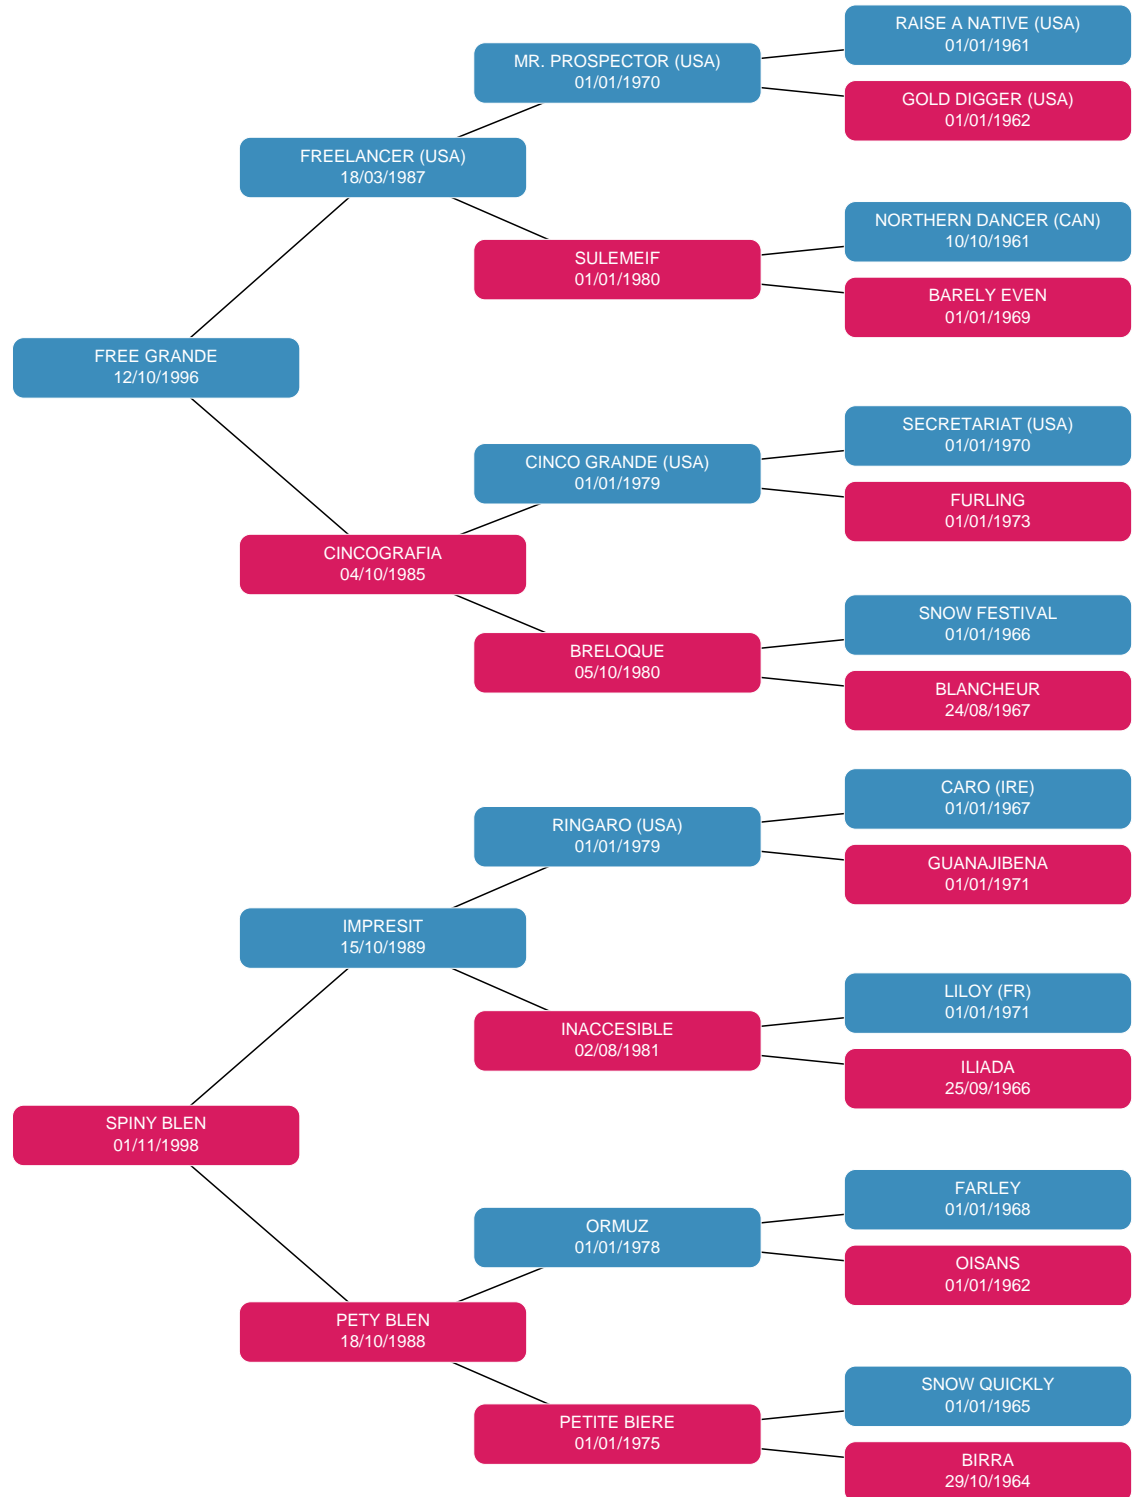 RAISE A NATIVE (USA)
01/01/1961
MR. PROSPECTOR (USA)
01/01/1970
GOLD DIGGER (USA)
01/01/1962
FREELANCER (USA)
18/03/1987
NORTHERN DANCER (CAN)
10/10/1961
SULEMEIF
01/01/1980
BARELY EVEN
01/01/1969
FREE GRANDE
12/10/1996
SECRETARIAT (USA)
01/01/1970
CINCO GRANDE (USA)
01/01/1979
FURLING
01/01/1973
CINCOGRAFIA
04/10/1985
SNOW FESTIVAL
01/01/1966
BRELOQUE
05/10/1980
BLANCHEUR
24/08/1967
CARO (IRE)
01/01/1967
RINGARO (USA)
01/01/1979
GUANAJIBENA
01/01/1971
IMPRESIT
15/10/1989
LILOY (FR)
01/01/1971
INACCESIBLE
02/08/1981
ILIADA
25/09/1966
SPINY BLEN
01/11/1998
FARLEY
01/01/1968
ORMUZ
01/01/1978
OISANS
01/01/1962
PETY BLEN
18/10/1988
SNOW QUICKLY
01/01/1965
PETITE BIERE
01/01/1975
BIRRA
29/10/1964